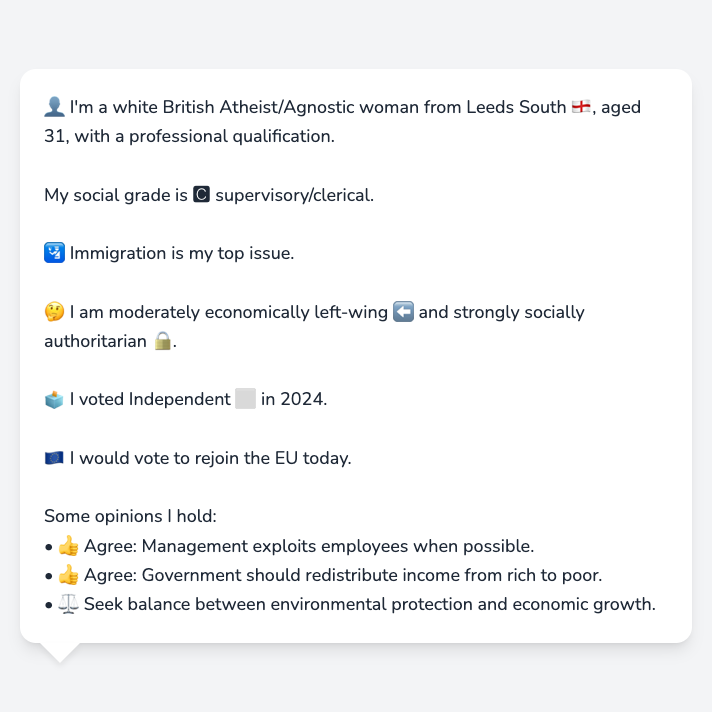 👤 I'm a white British Atheist/Agnostic woman from Leeds South 🏴󠁧󠁢󠁥󠁮󠁧󠁿, aged
31, with a professional qualification.
My social grade is 🅲 supervisory/clerical.
🛂 Immigration is my top issue.
🤔 I am moderately economically left-wing ⬅️ and strongly socially
authoritarian 🔒.
🗳️ I voted Independent ⬜ in 2024.
🇪🇺 I would vote to rejoin the EU today.
Some opinions I hold:
• 👍 Agree: Management exploits employees when possible.
• 👍 Agree: Government should redistribute income from rich to poor.
• ⚖️ Seek balance between environmental protection and economic growth.